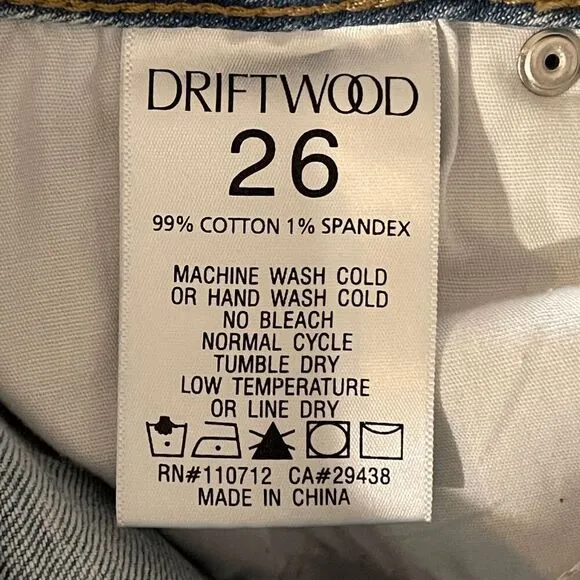 DRIFTWOOD
26
99% COTTON 1% SPANDEX
MACHINE WASH COLD
OR HAND WASH COLD
NO BLEACH
NORMAL CYCLE
TUMBLE DRY
LOW TEMPERATURE
OR LINE DRY
RN#110712 CA#29438
MADE IN CHINA